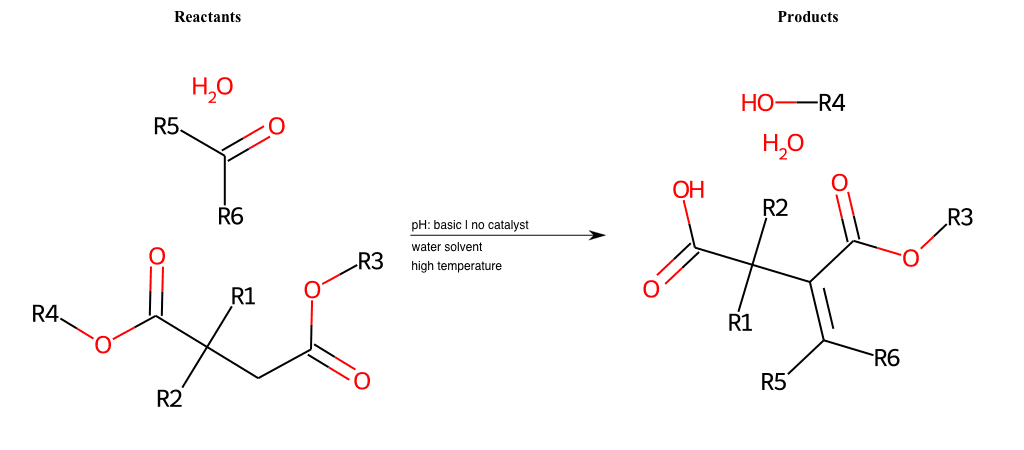 Reactants
Products
H2O
R5
O
R6
O
R4
O
R1
R2
O
R3
O
pH: basic | no catalyst
water solvent
high temperature
HO
R4
H2O
OH
O
R2
R1
O
O
R3
R5
R6